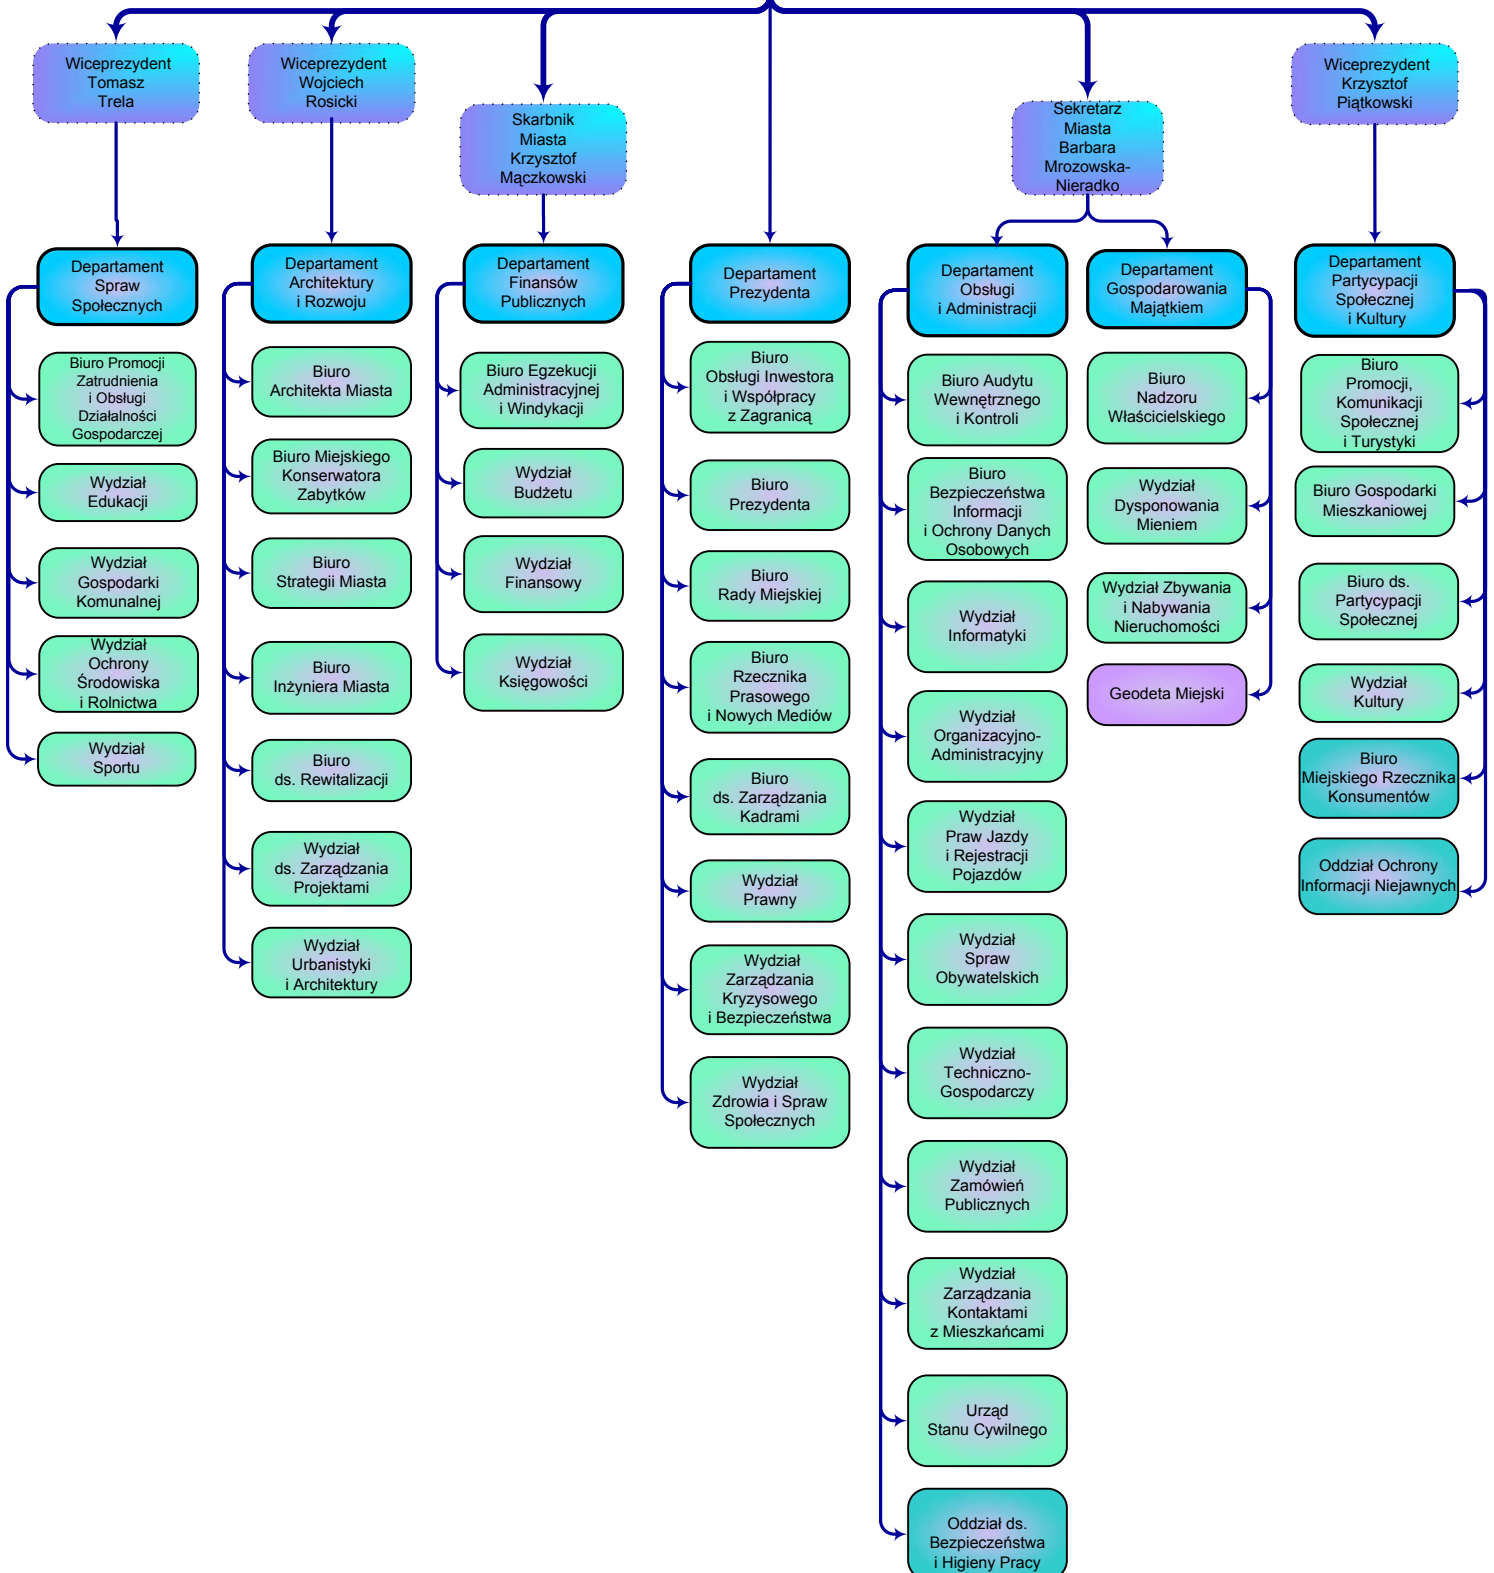 Wiceprezydent
Tomasz
Trela
Wiceprezydent
Wojciech
Rosicki
Skarbnik
Miasta
Krzysztof
Mączkowski
Sekretarz
Miasta
Barbara
Mrozowska-
Nieradko
Wiceprezydent
Krzysztof
Piątkowski
Departament
Spraw
Społecznych
Biuro Promocji
Zatrudnienia
i Obsługi
Działalności
Gospodarczej
Wydział
Edukacji
Wydział
Gospodarki
Komunalnej
Wydział
Ochrony
Środowiska
i Rolnictwa
Wydział
Sportu
Departament
Architektury
i Rozwoju
Biuro
Architekta Miasta
Biuro Miejskiego
Konserwatora
Zabytków
Biuro
Strategii Miasta
Biuro
Inżyniera Miasta
Biuro
ds. Rewitalizacji
Wydział
ds. Zarządzania
Projektami
Wydział
Urbanistyki
i Architektury
Departament
Finansów
Publicznych
Biuro Egzekucji
Administracyjnej
i Windykacji
Wydział
Budżetu
Wydział
Finansowy
Wydział
Księgowości
Departament
Prezydenta
Biuro
Obsługi Inwestora
i Współpracy
z Zagranicą
Biuro
Prezydenta
Biuro
Rady Miejskiej
Biuro
Rzecznika
Prasowego
i Nowych Mediów
Biuro
ds. Zarządzania
Kadrami
Wydział
Prawny
Wydział
Zarządzania
Kryzysowego
i Bezpieczeństwa
Wydział
Zdrowia i Spraw
Społecznych
Departament
Obsługi
i Administracji
Biuro Audytu
Wewnętrznego
i Kontroli
Biuro
Bezpieczeństwa
Informacji
i Ochrony Danych
Osobowych
Wydział
Informatyki
Wydział
Organizacyjno-
Administracyjny
Wydział
Praw Jazdy
i Rejestracji
Pojazdów
Wydział
Spraw
Obywatelskich
Wydział
Techniczno-
Gospodarczy
Wydział
Zamówień
Publicznych
Wydział
Zarządzania
Kontaktami
z Mieszkańcami
Urząd
Stanu Cywilnego
Oddział ds.
Bezpieczeństwa
i Higieny Pracy
Departament
Gospodarowania
Majątkiem
Biuro
Nadzoru
Właścicielskiego
Wydział
Dysponowania
Mieniem
Wydział Zbywania
i Nabywania
Nieruchomości
Geodeta Miejski
Departament
Partycypacji
Społecznej
i Kultury
Biuro
Promocji,
Komunikacji
Społecznej
i Turystyki
Biuro Gospodarki
Mieszkaniowej
Biuro ds.
Partycypacji
Społecznej
Wydział
Kultury
Biuro
Miejskiego Rzecznika
Konsumentów
Oddział Ochrony
Informacji Niejawnych